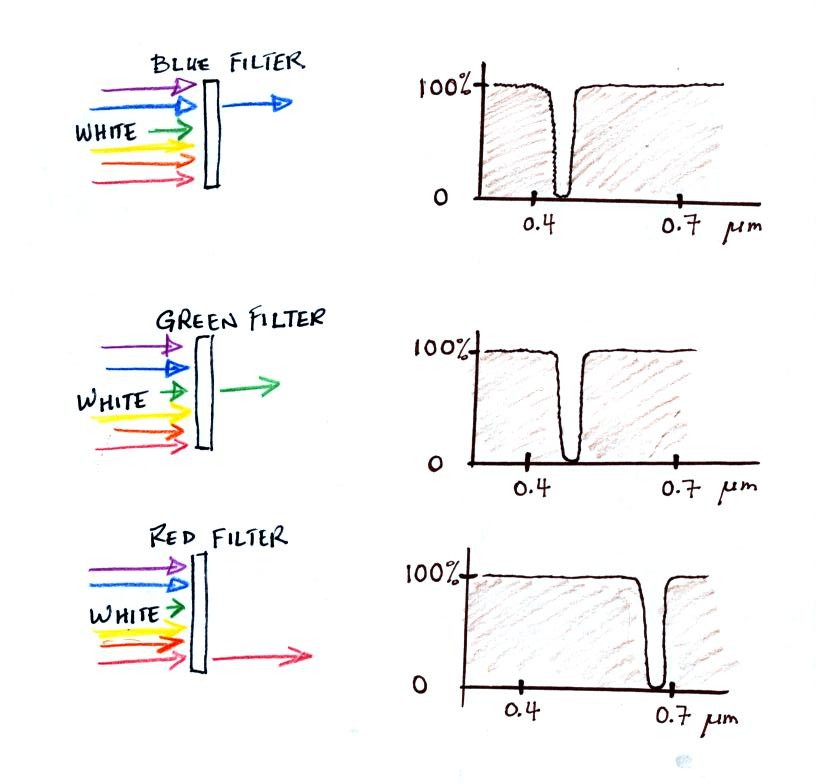 BLUE FILTER
WHITE
100%
0
0.4
0.7 μm
GREEN FILTER
WHITE
100%
0
0.4
0.7 μm
RED FILTER
WHITE
100%
0
0.4
0.7 μm